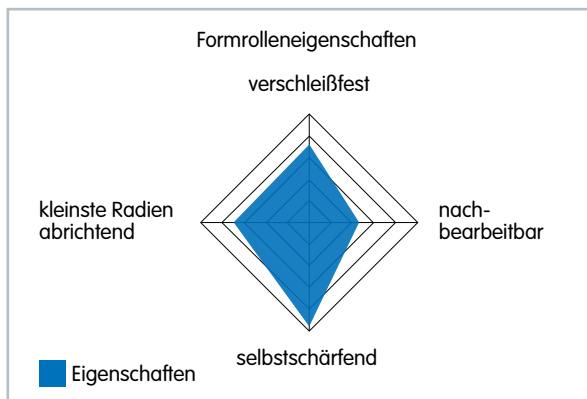 Formrolleneigenschaften
verschleißfest
kleinste Radien
abrichtend
nach-
bearbeitbar
selbstschärfend
Eigenschaften